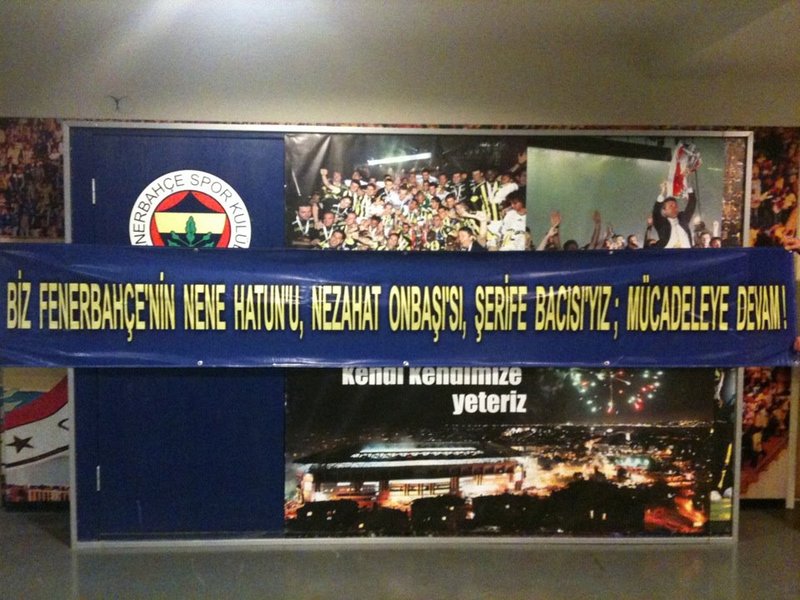 FENERBAHÇE SPOR KULÜ
BİZ FENERBAHÇE'NİN NENE HATUN'U, NEZAHAT ONBAŞI'SI, ŞERİFE BACISI'YIZ; MÜCADELEYE DEVAM!
kendi kendimize
yeteriz